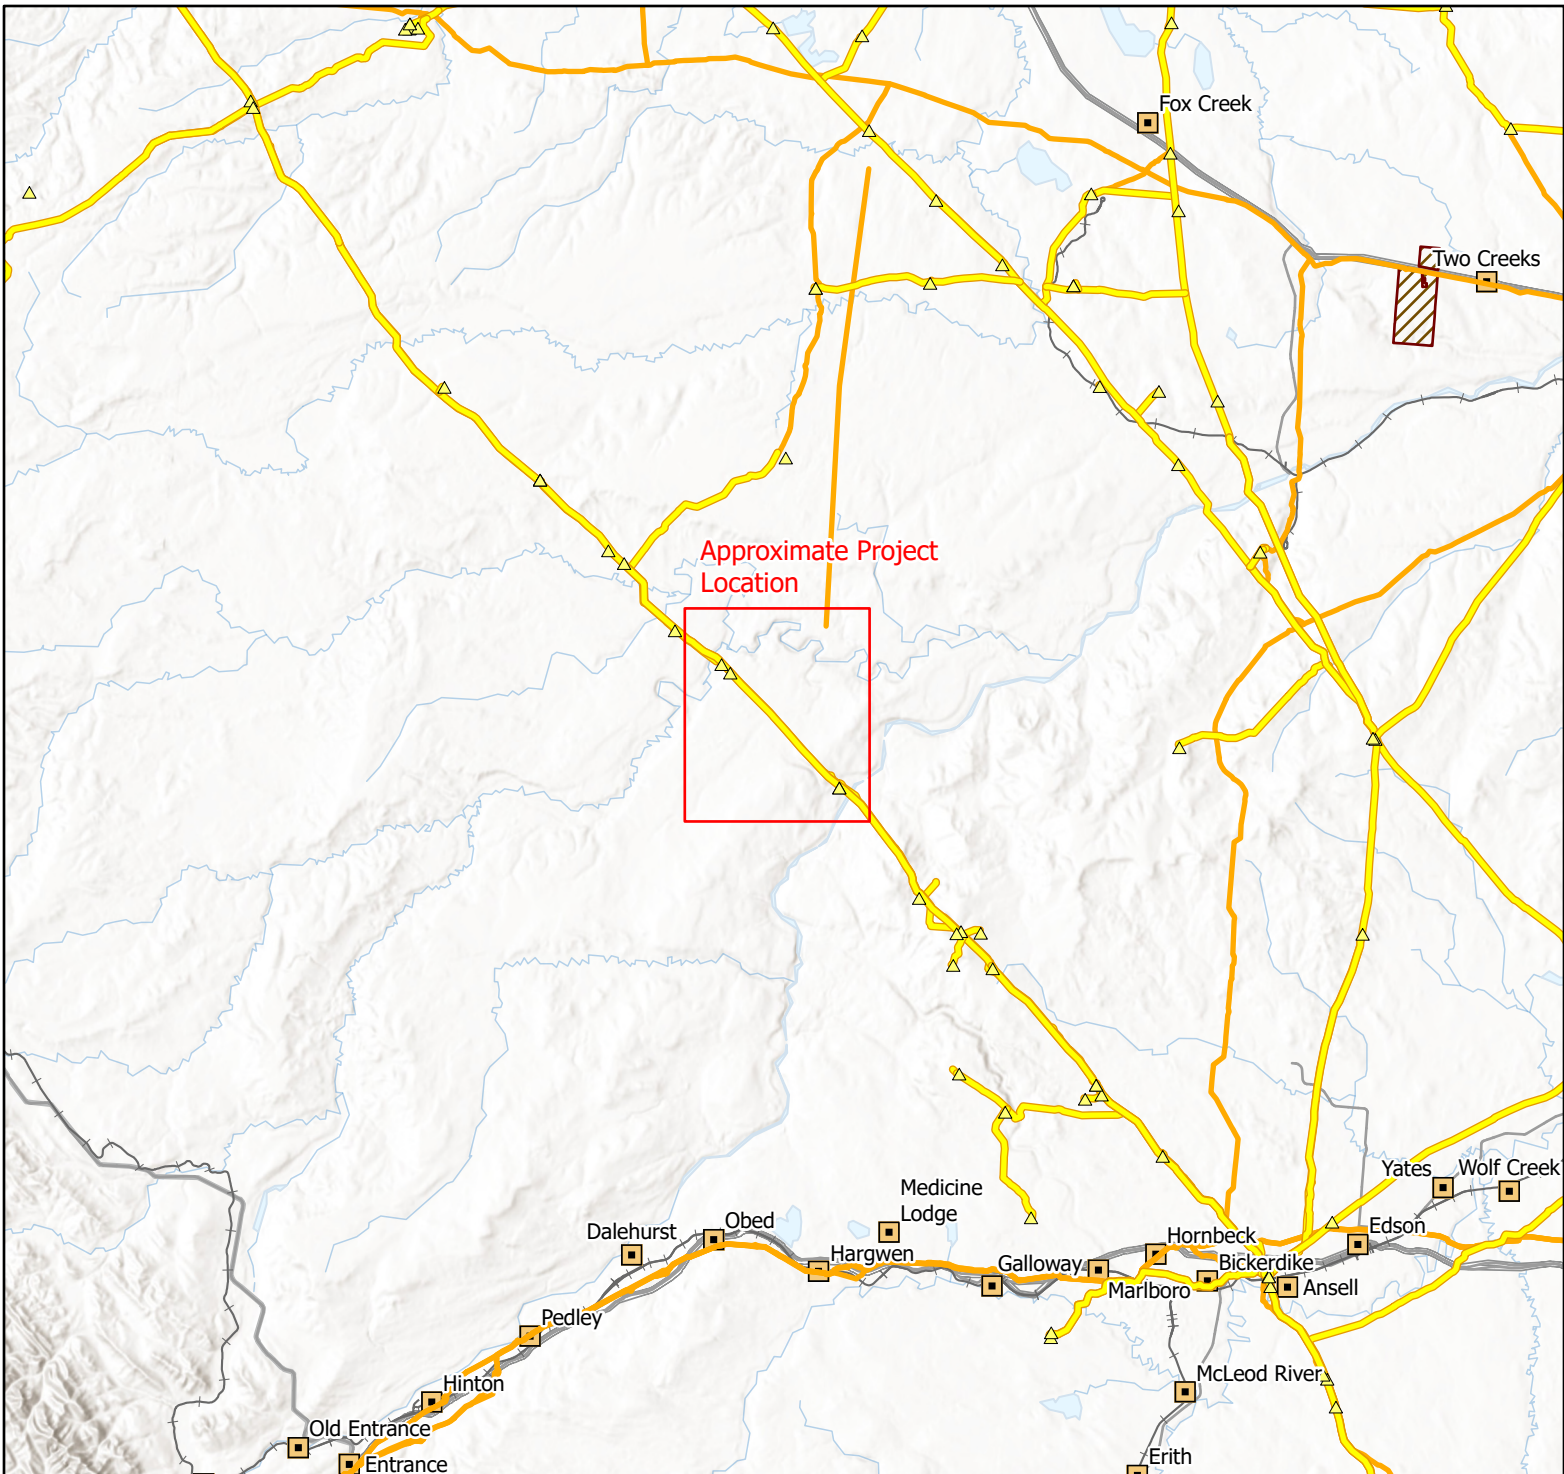 Fox Creek
Two Creeks
Approximate Project
Location
Yates
Wolf Creek
Medicine
Lodge
Obed
Dalehurst
Edson
Hornbeck
Hargwen
Galloway
Bickerdike
Marlboro
Ansell
Pedley
McLeod River
Hinton
Old Entrance
Entrance
Erith